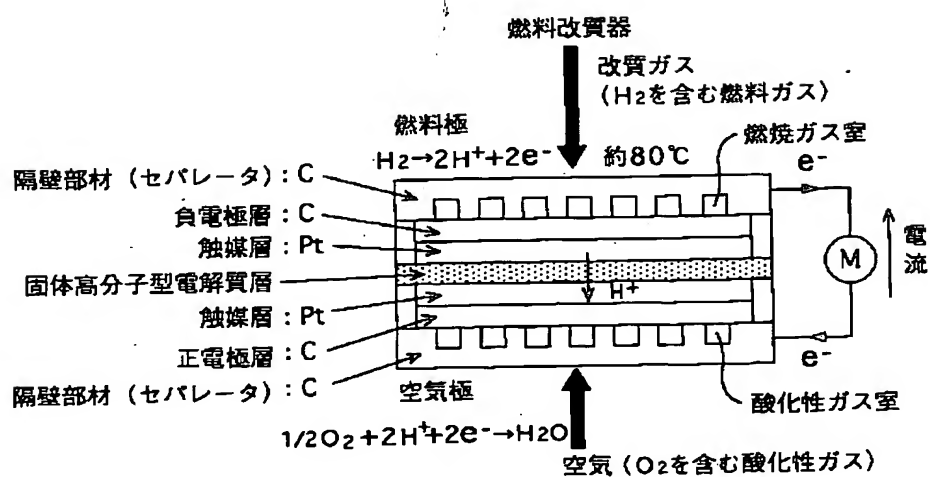 燃料改質器
改質ガス
(H2を含む燃料ガス)
燃料極
燃焼ガス室
H2→2H⁺+2e⁻
約80℃
e⁻
隔壁部材 (セパレータ) : C
負電極層 : C
触媒層 : Pt
固体高分子型電解質層
触媒層 : Pt
正電極層 : C
隔壁部材 (セパレータ) : C
H⁺
M
電流
e⁻
空気極
酸化性ガス室
1/2O2+2H⁺+2e⁻→H2O
空気 (O2を含む酸化性ガス)